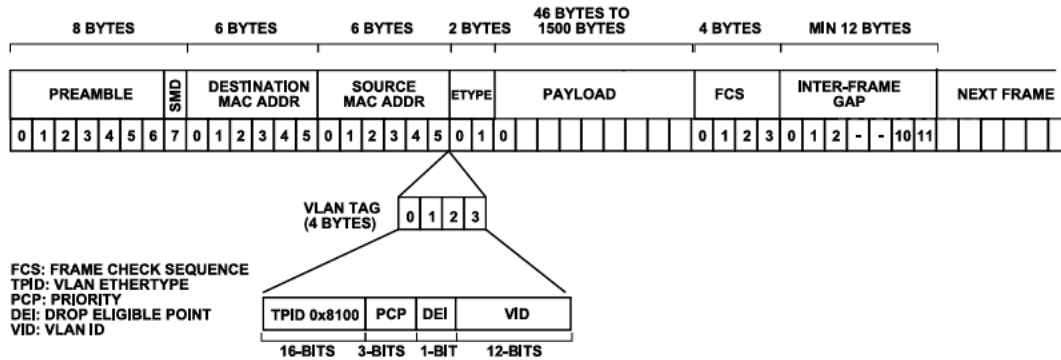 46 BYTES TO
8 BYTES 6 BYTES 6 BYTES 2 BYTES 1500 BYTES 4 BYTES MIN 12 BYTES
PREAMBLE SMD DESTINATION MAC ADDR SOURCE MAC ADDR ETYPE PAYLOAD FCS INTER-FRAME GAP NEXT FRAME
0 1 2 3 4 5 6 7 0 1 2 3 4 5 0 1 2 3 4 5 0 1 0 0 1 2 3 0 1 2 - - 10 11
VLAN TAG
(4 BYTES)
0 1 2 3
FCS: FRAME CHECK SEQUENCE
TPID: VLAN ETHERTYPE
PCP: PRIORITY
DEI: DROP ELIGIBLE POINT
VID: VLAN ID
TPID 0x8100 PCP DEI VID
16-BITS 3-BITS 1-BIT 12-BITS